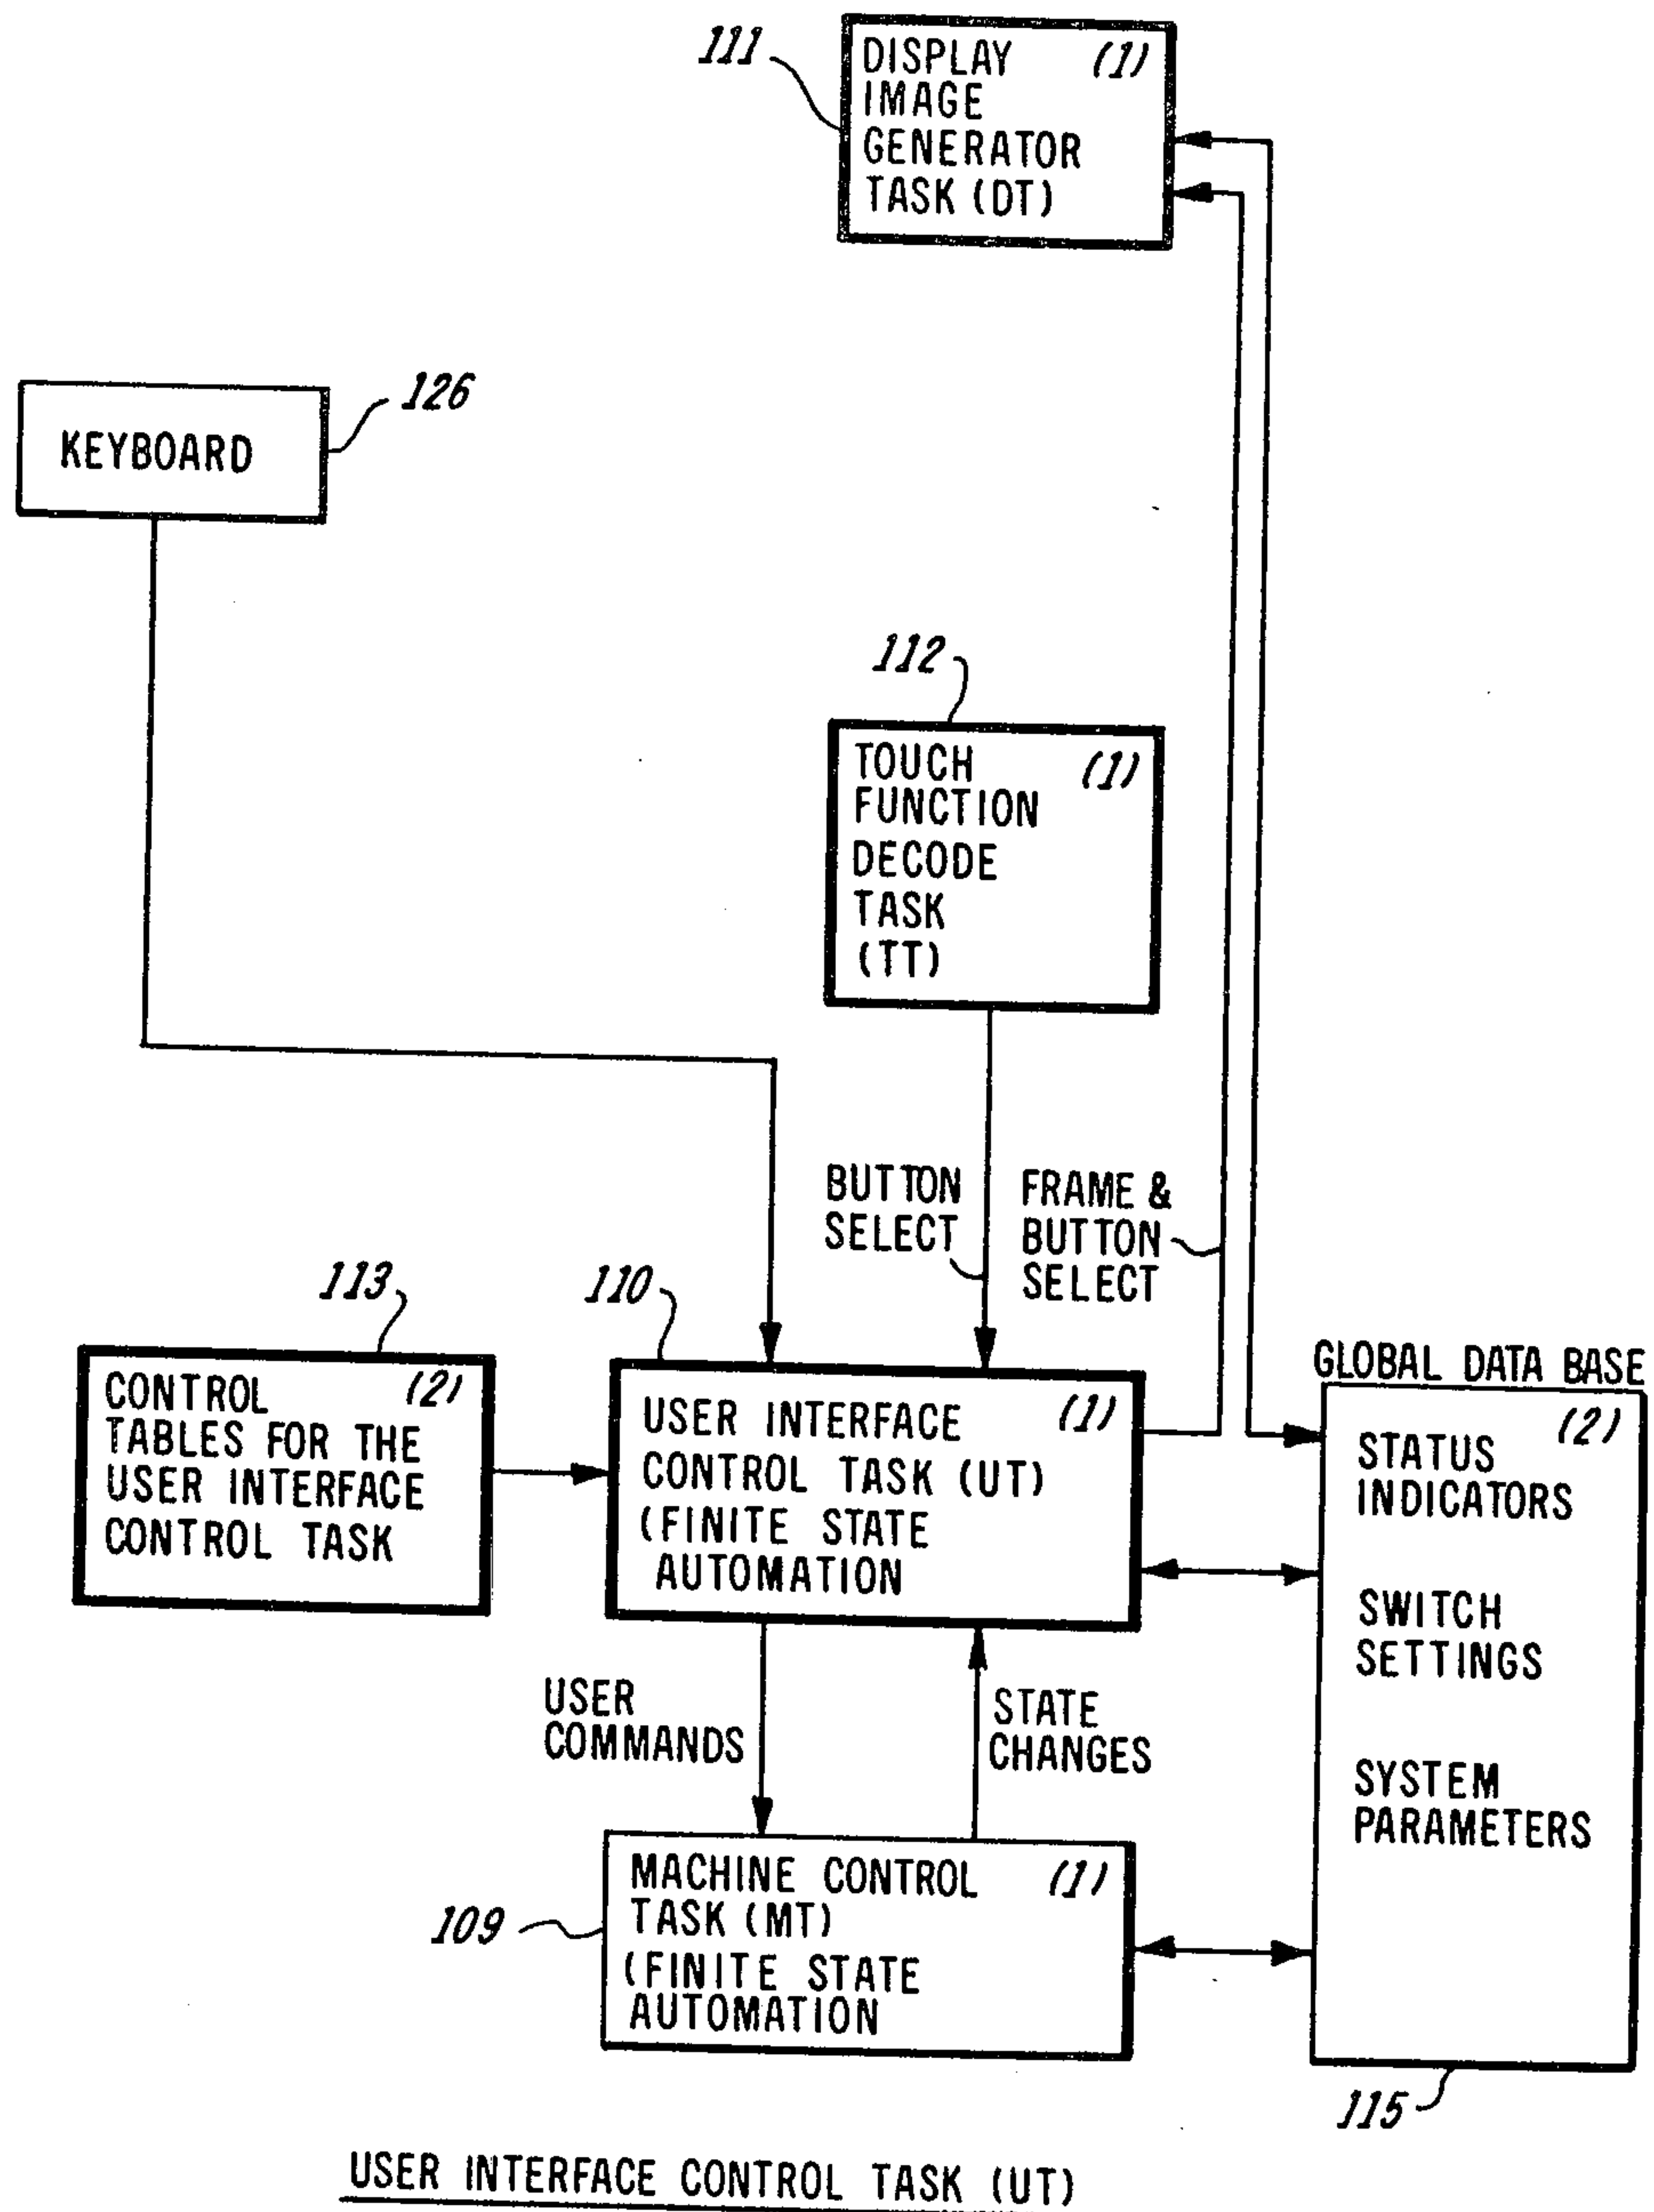 111
DISPLAY (1)
IMAGE
GENERATOR
TASK (DT)
126
KEYBOARD
112
TOUCH (1)
FUNCTION
DECODE
TASK
(TT)
BUTTON
SELECT
FRAME &
BUTTON
SELECT
113
CONTROL (2)
TABLES FOR THE
USER INTERFACE
CONTROL TASK
110
USER INTERFACE (1)
CONTROL TASK (UT)
(FINITE STATE
AUTOMATION
GLOBAL DATA BASE
(2)
STATUS
INDICATORS
SWITCH
SETTINGS
SYSTEM
PARAMETERS
USER
COMMANDS
STATE
CHANGES
109
MACHINE CONTROL (1)
TASK (MT)
(FINITE STATE
AUTOMATION
115
USER INTERFACE CONTROL TASK (UT)